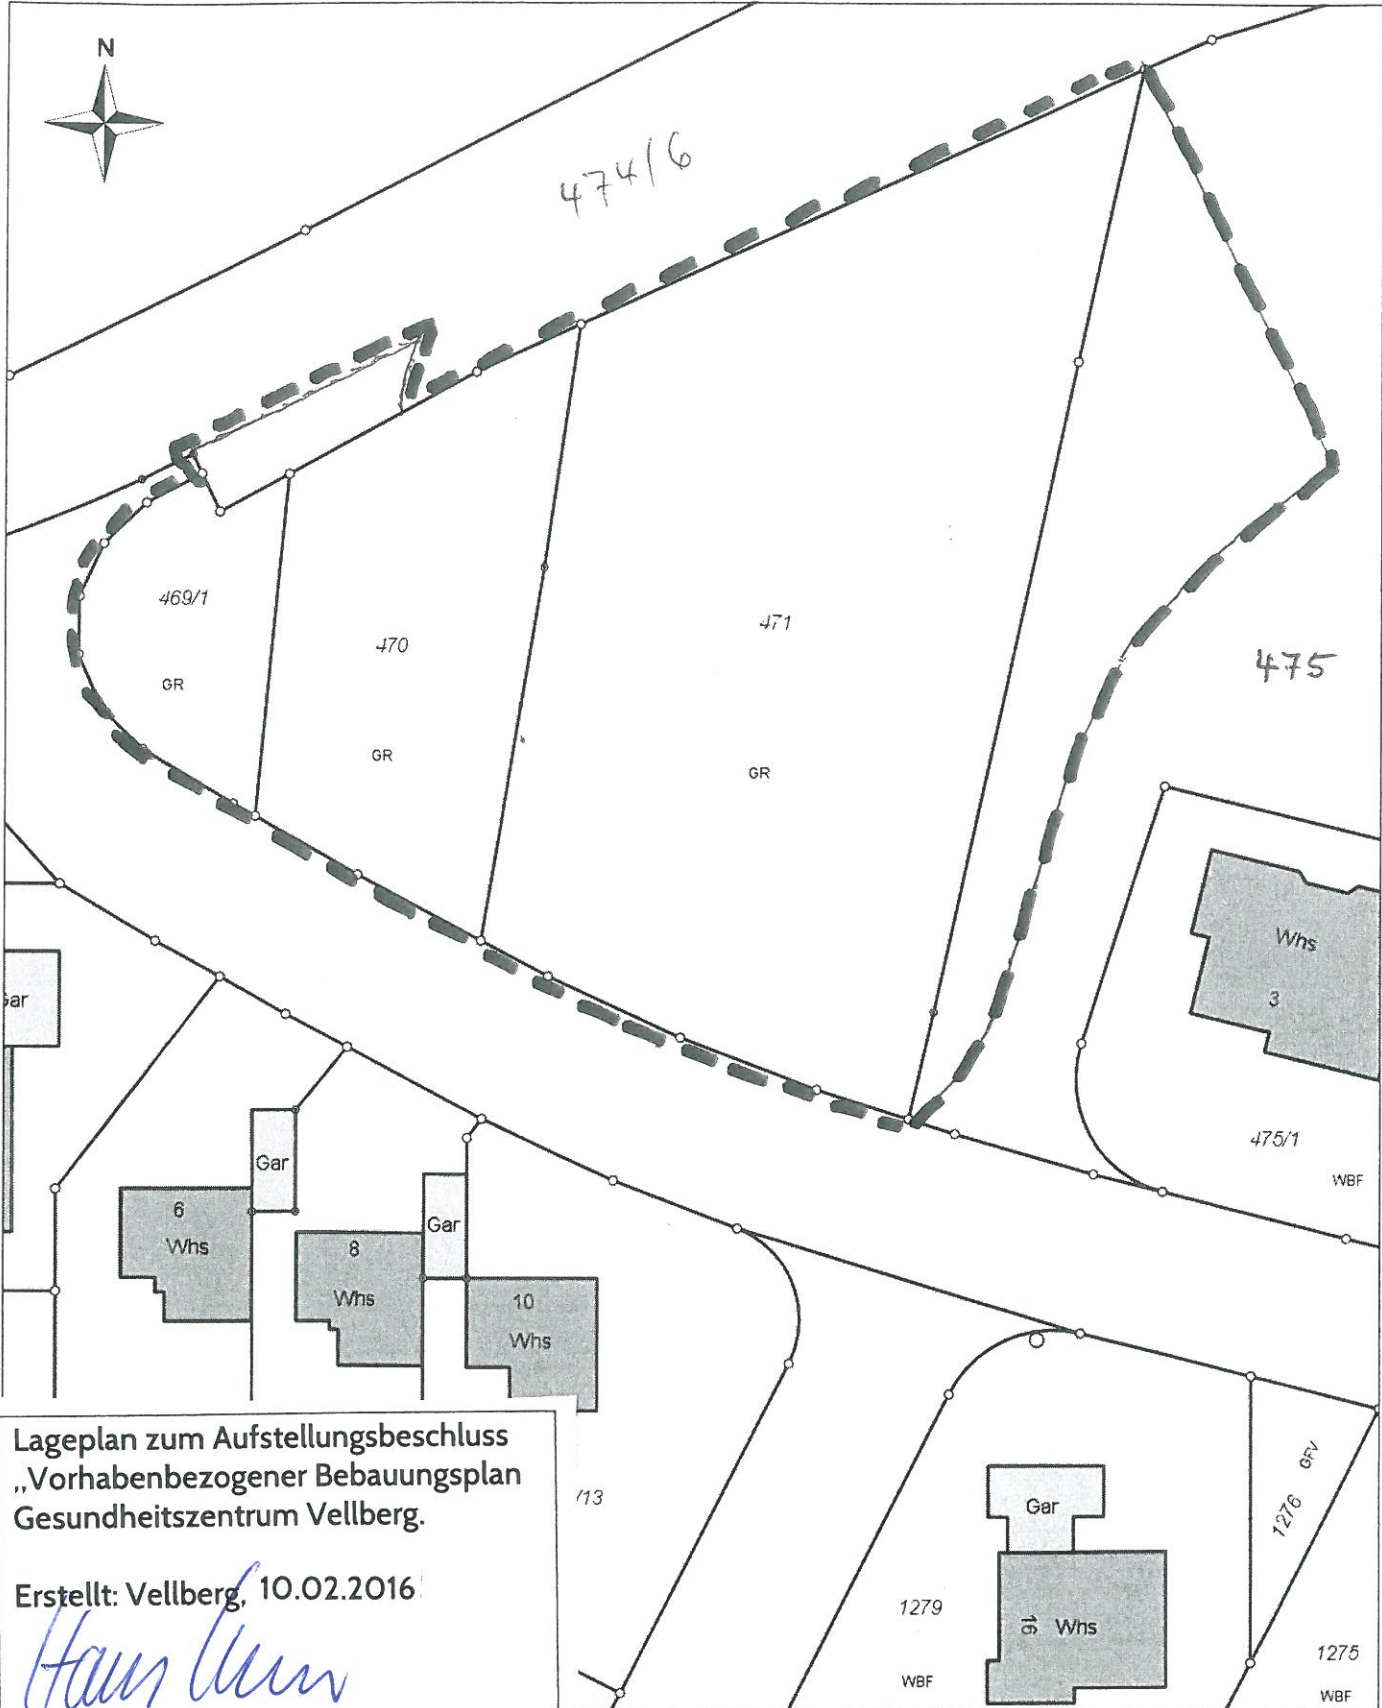 N
474/6
469/1
470
471
475
GR
GR
GR
Whs
3
475/1
WBF
Gar
Gar
6
Whs
Gar
8
Whs
10
Whs
/13
Gar
16 Whs
1279
WBF
1276 GFV
1275
WBF
Lageplan zum Aufstellungsbeschluss
„Vorhabenbezogener Bebauungsplan
Gesundheitszentrum Vellberg.
Erstellt: Vellberg, 10.02.2016